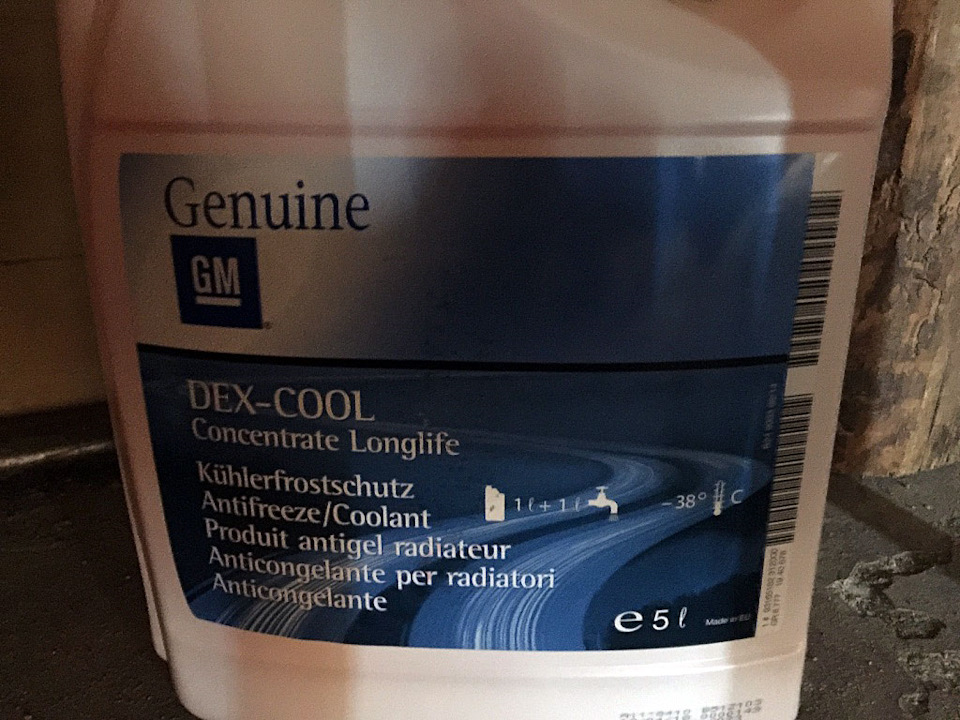 Genuine
GM
DEX-COOL
Concentrate Longlife
Kühlerfrostschutz
Antifreeze/Coolant
Produit antigel radiateur
Anticongelante per radiatori
Anticongelante
1 ℓ + 1 ℓ
-38° C
e 5 ℓ
Made in EU